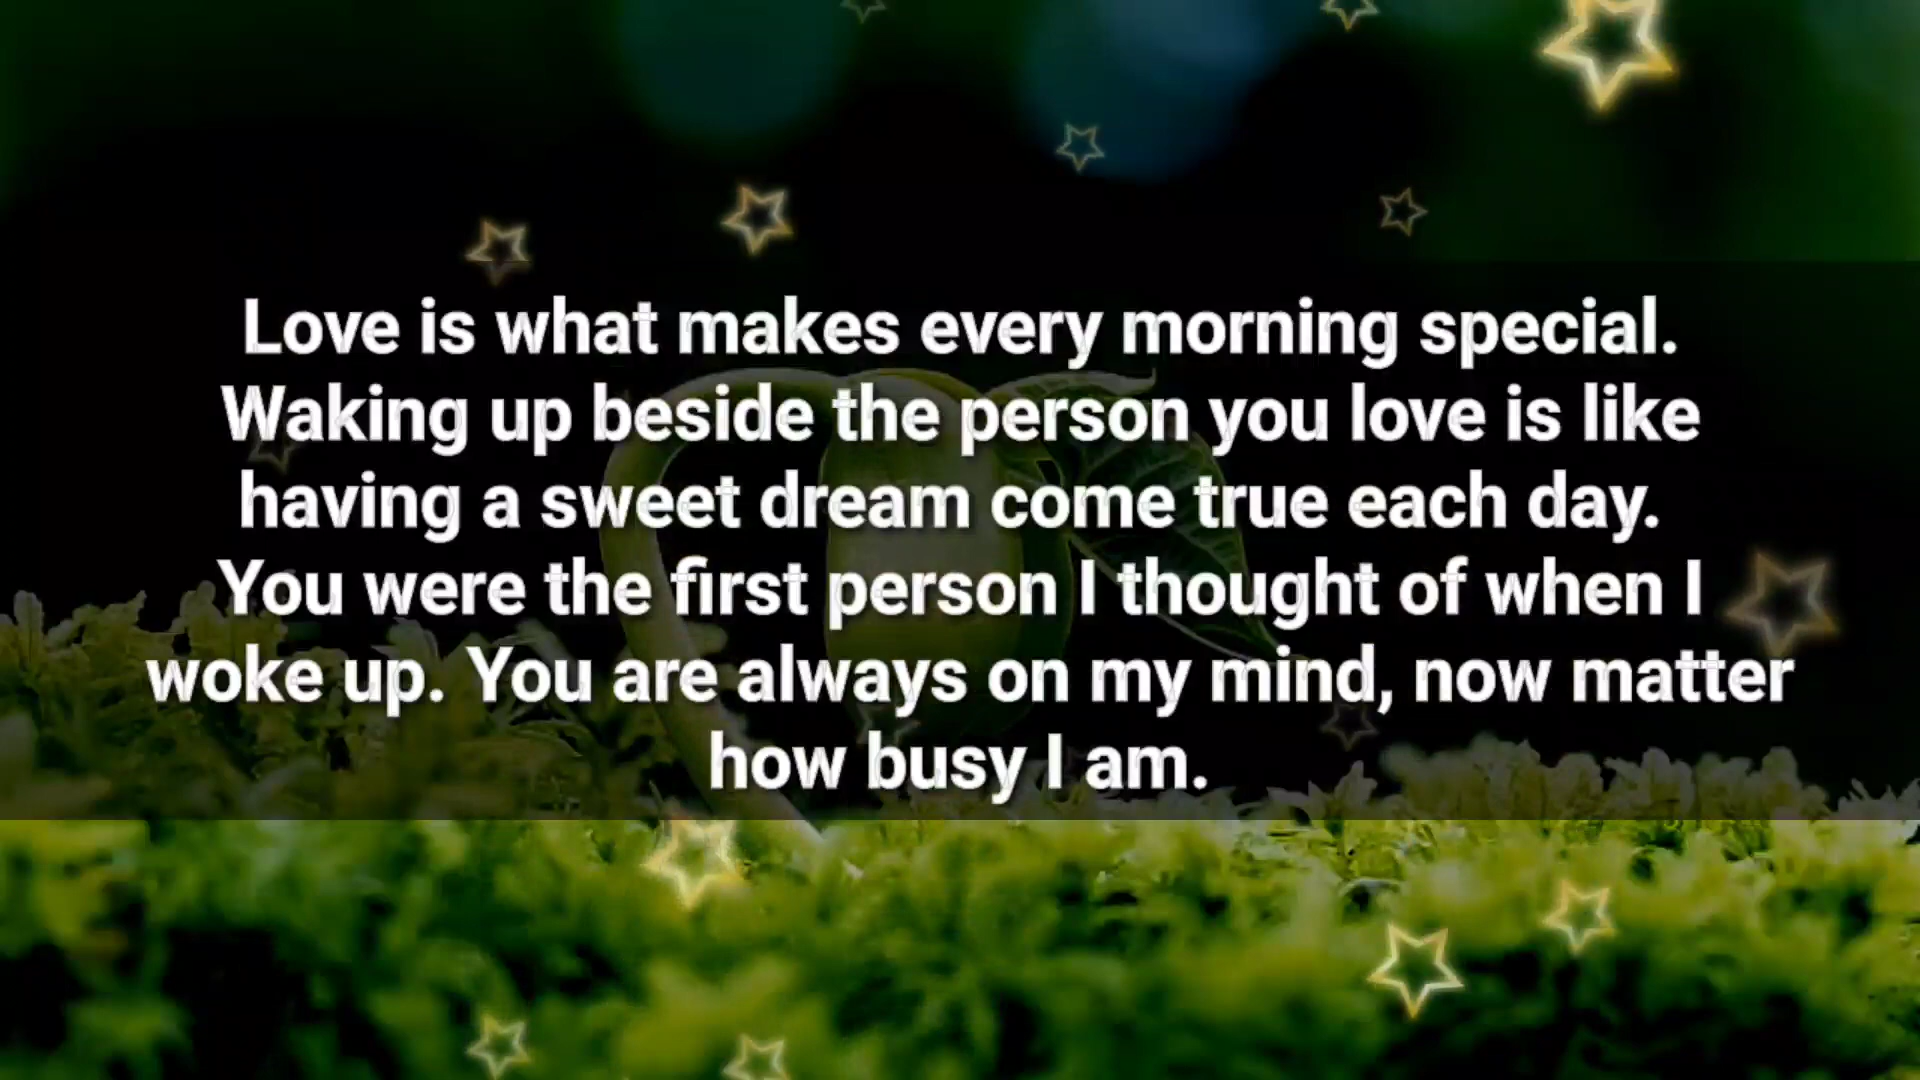 Love is what makes every morning special.
Waking up beside the person you love is like
having a sweet dream come true each day.
You were the first person I thought of when I
woke up. You are always on my mind, now matter
how busy I am.